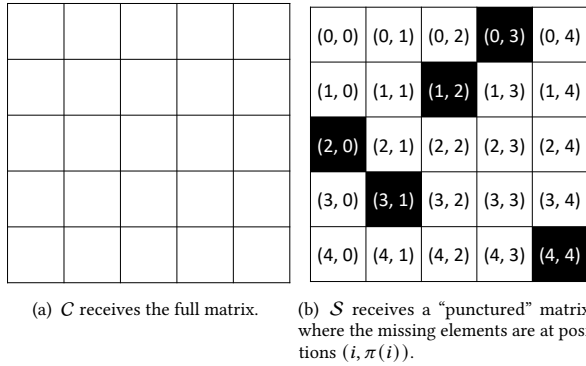 (0, 0) (0, 1) (0, 2) (0, 3) (0, 4)
(1, 0) (1, 1) (1, 2) (1, 3) (1, 4)
(2, 0) (2, 1) (2, 2) (2, 3) (2, 4)
(3, 0) (3, 1) (3, 2) (3, 3) (3, 4)
(4, 0) (4, 1) (4, 2) (4, 3) (4, 4)
(a) C receives the full matrix.
(b) S receives a “punctured” matrix
where the missing elements are at posi
tions (i, π(i)).